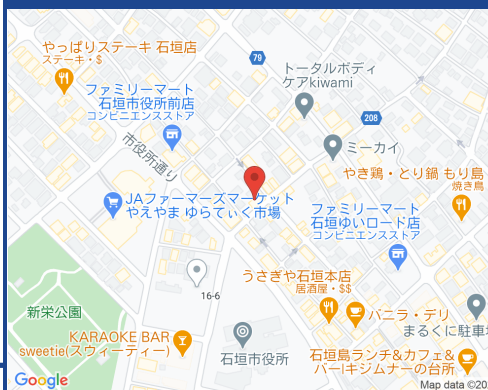 やっぱりステーキ 石垣店
ステーキ・$
79
トータルボディ
ケアkiwami
ファミリーマート
石垣市役所前店
コンビニエンスストア
208
ミーカイ
市役所通り
やき鶏・とり鍋 もり島
焼き鳥
JAファーマーズマーケット
やえやま ゆらてぃく市場
ファミリーマート
石垣ゆいロード店
コンビニエンスストア
うさぎや石垣本店
居酒屋・$$
16-6
新栄公園
バニラ・デリ
まるくに駐車場
KARAOKE BAR
sweetie(スウィーティー)
石垣市役所
石垣島ランチ&カフェ&
バー!キジムナーの台所
Google
Map data ©20